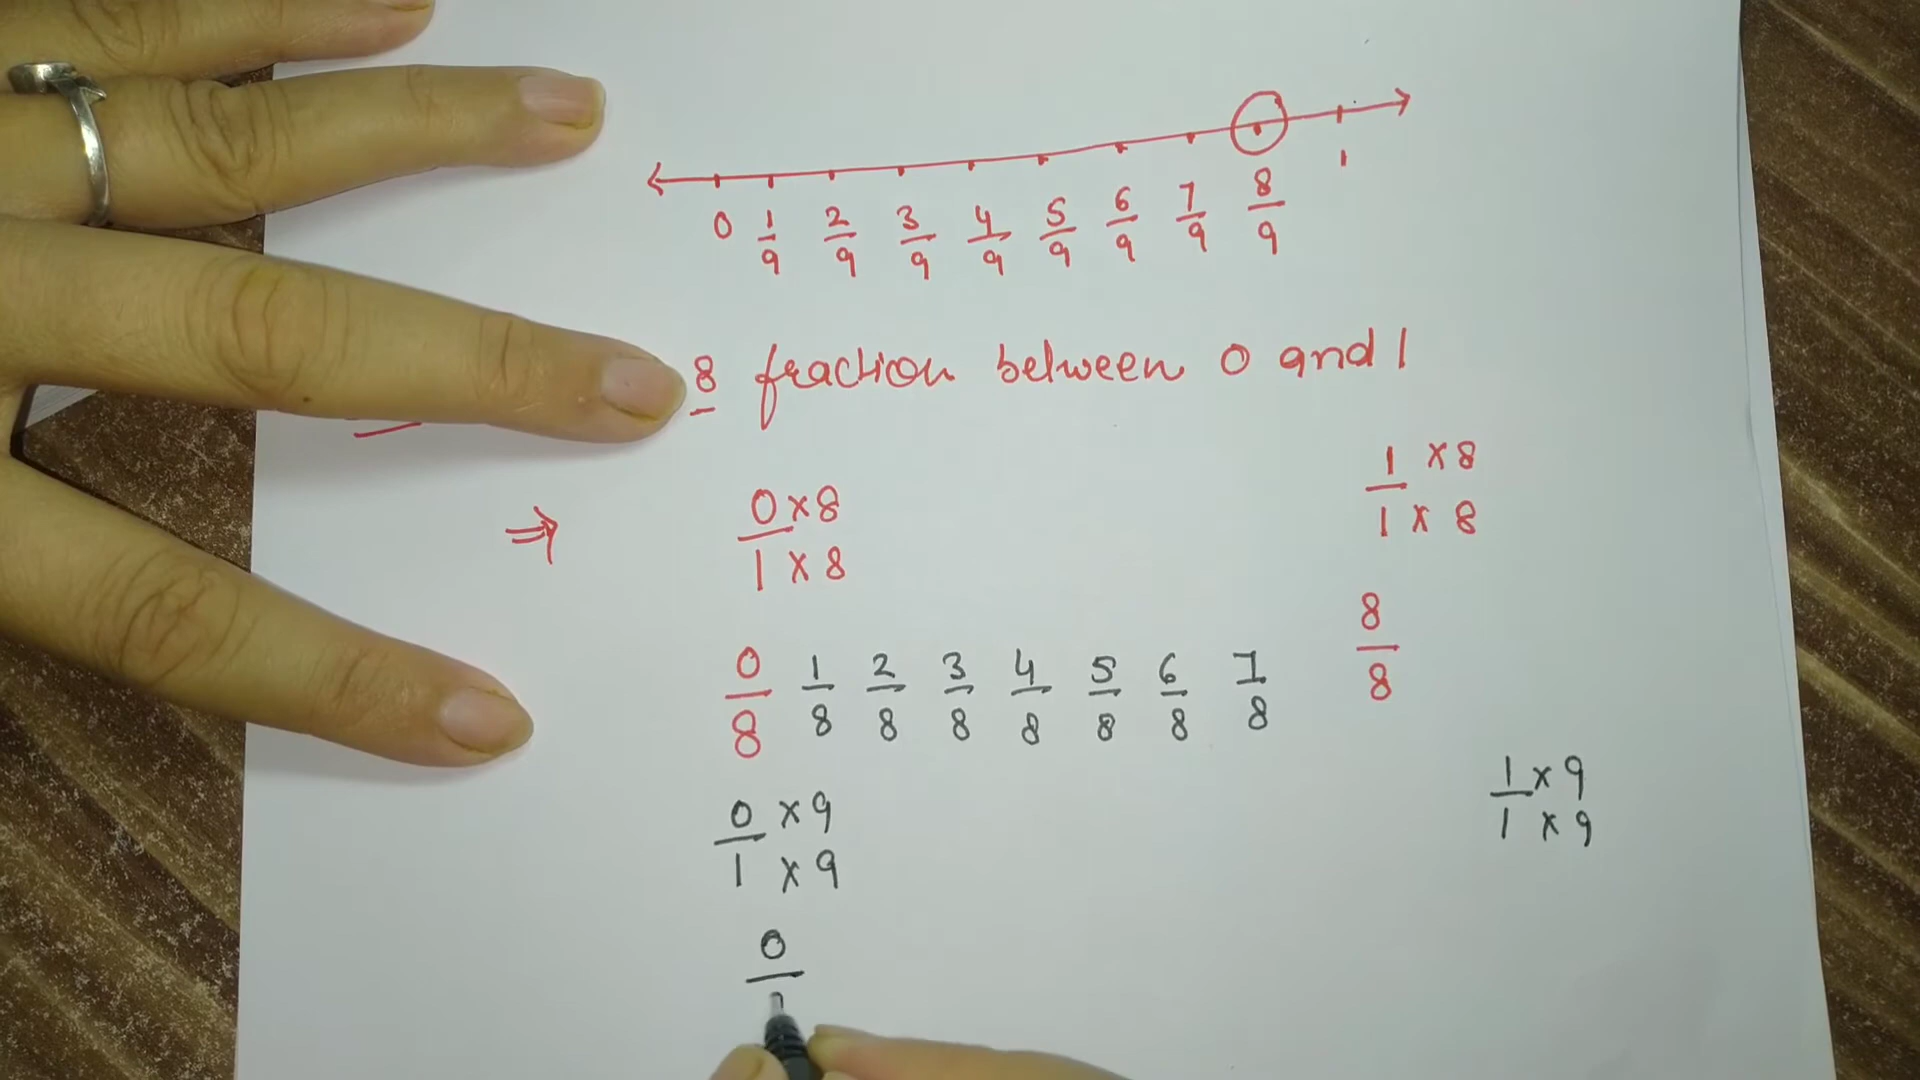 0 1/9 2/9 3/9 4/9 5/9 6/9 7/9 8/9 1
8 fraction between 0 and 1
⇒ 0×8/1×8 1×8/1×8
0/8 1/8 2/8 3/8 4/8 5/8 6/8 7/8 8/8
0×9/1×9 1×9/1×9
0